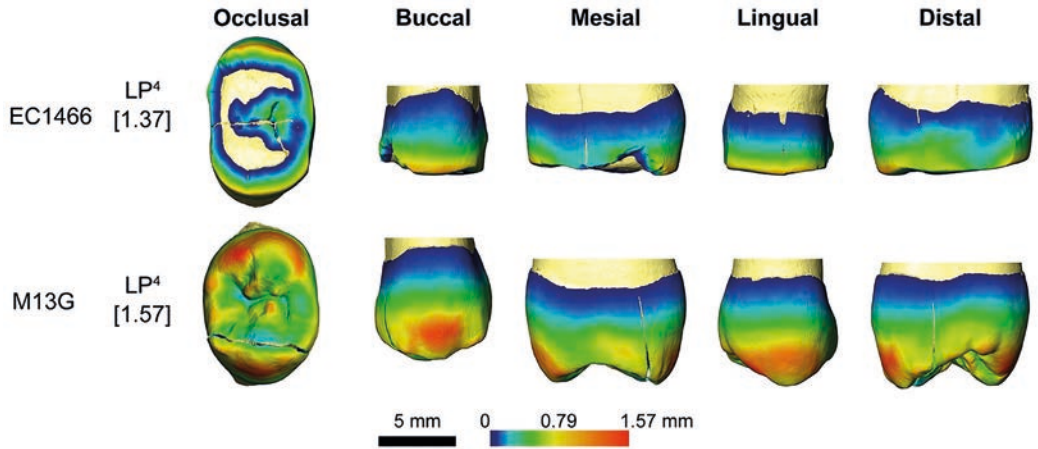 Occlusal Buccal Mesial Lingual Distal
EC1466
LP⁴
[1.37]
M13G
LP⁴
[1.57]
5 mm
0 0.79 1.57 mm